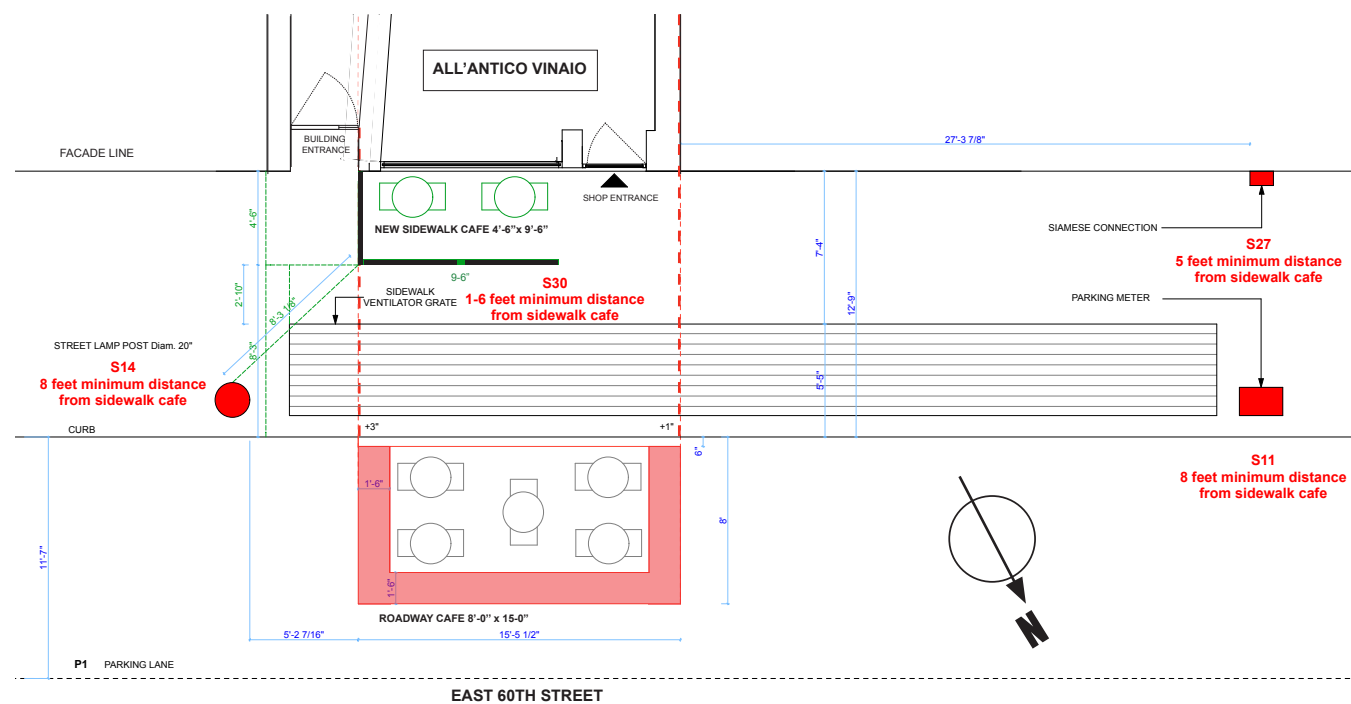 ALL'ANTICO VINAIO
BUILDING
ENTRANCE
FACADE LINE
27'-3 7/8"
SHOP ENTRANCE
NEW SIDEWALK CAFE 4'-6"x 9'-6"
4'-6"
7'-4"
12'-9"
SIAMESE CONNECTION
S27
5 feet minimum distance
from sidewalk cafe
9-6"
SIDEWALK
VENTILATOR GRATE
S30
1-6 feet minimum distance
from sidewalk cafe
2'-10"
8'-3 1/8"
8'-3"
PARKING METER
STREET LAMP POST Diam. 20"
S14
8 feet minimum distance
from sidewalk cafe
5'-5"
CURB
+3"
+1"
6"
S11
8 feet minimum distance
from sidewalk cafe
1'-6"
8'
11'-7"
1'-6"
ROADWAY CAFE 8'-0" x 15-0"
5'-2 7/16"
15'-5 1/2"
N
P1 PARKING LANE
EAST 60TH STREET